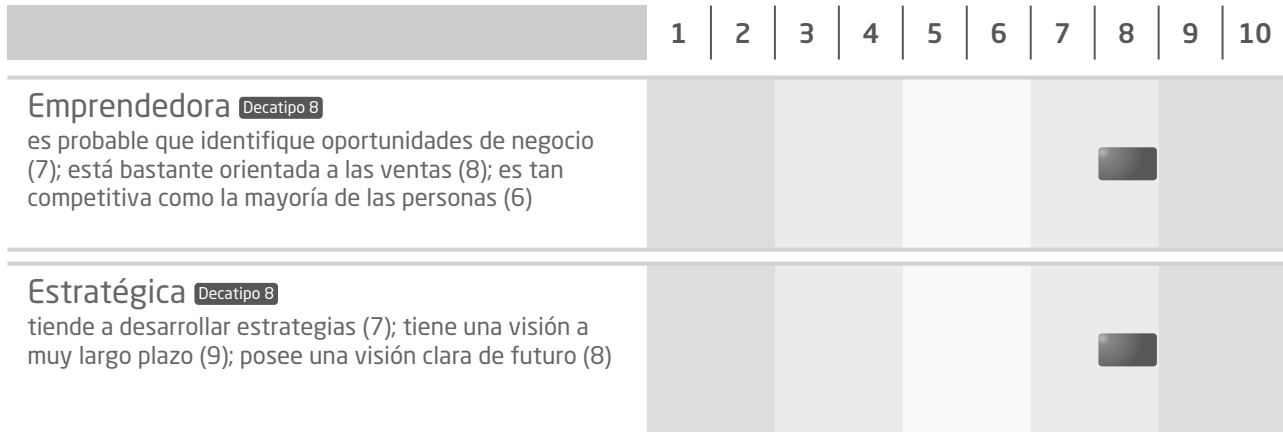 1 2 3 4 5 6 7 8 9 10
Emprendedora Decatipo 8
es probable que identifique oportunidades de negocio
(7); está bastante orientada a las ventas (8); es tan
competitiva como la mayoría de las personas (6)
Estratégica Decatipo 8
tiende a desarrollar estrategias (7); tiene una visión a
muy largo plazo (9); posee una visión clara de futuro (8)